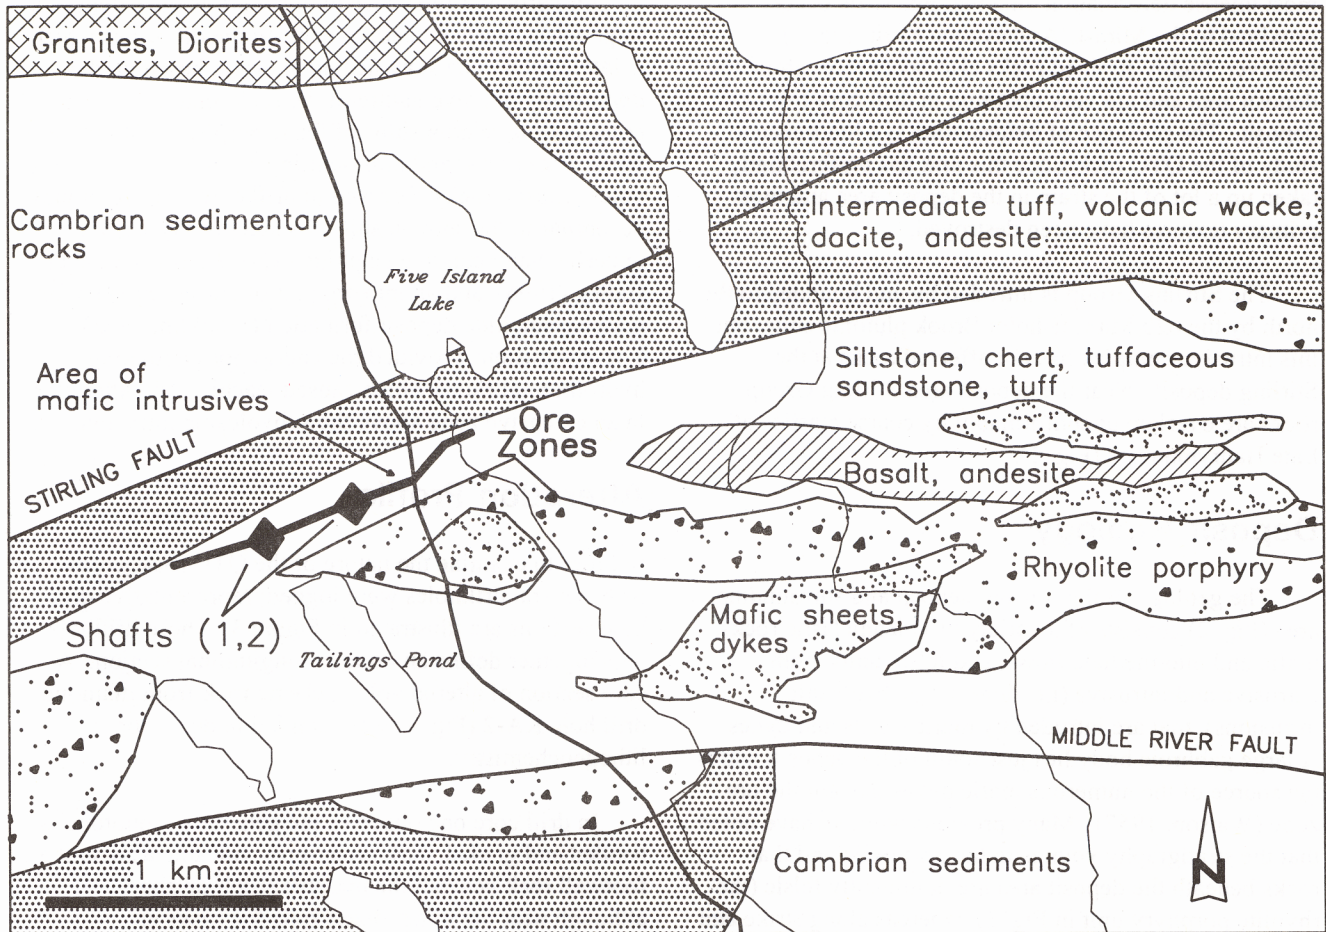 Granites, Diorites
Cambrian sedimentary
rocks
Intermediate tuff, volcanic wacke,
dacite, andesite
Five Island
Lake
Area of
mafic intrusives
Siltstone, chert, tuffaceous
sandstone, tuff
Ore
Zones
STIRLING FAULT
Basalt, andesite
Rhyolite porphyry
Shafts (1,2)
Mafic sheets,
dykes
Tailings Pond
MIDDLE RIVER FAULT
1 km
Cambrian sediments
N